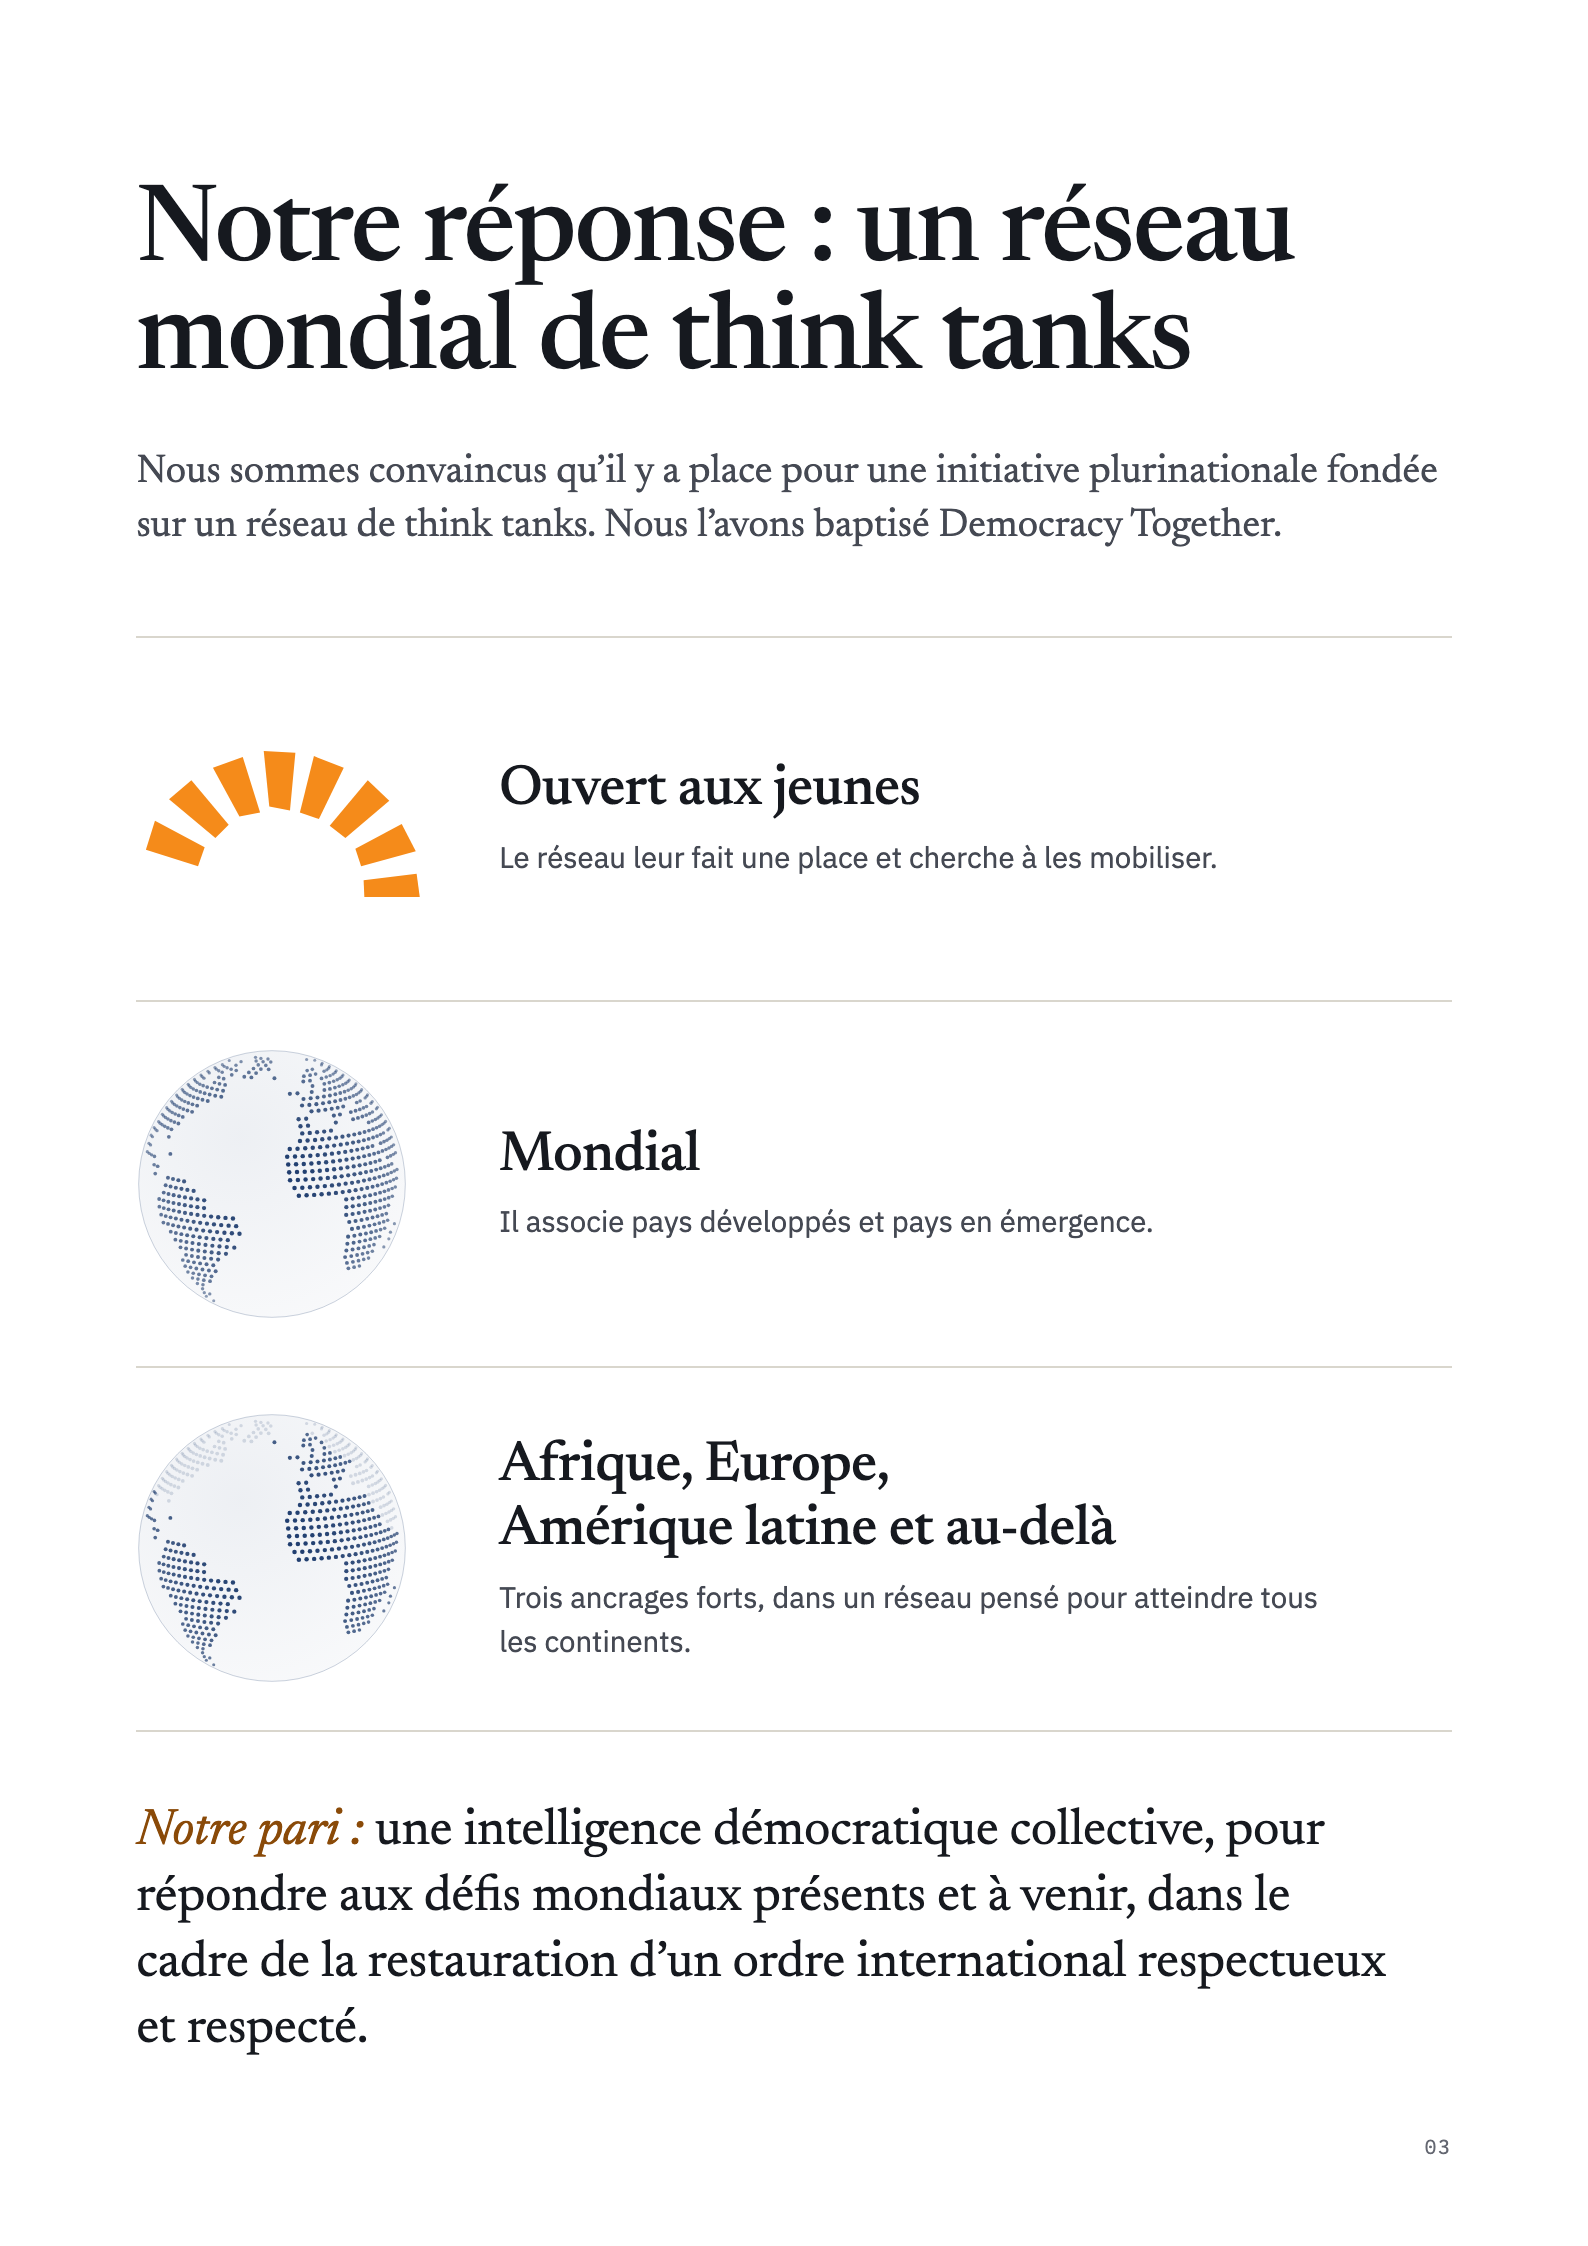 Notre réponse : un réseau
mondial de think tanks
Nous sommes convaincus qu’il y a place pour une initiative plurinationale fondée
sur un réseau de think tanks. Nous l’avons baptisé Democracy Together.
Ouvert aux jeunes
Le réseau leur fait une place et cherche à les mobiliser.
Mondial
Il associe pays développés et pays en émergence.
Afrique, Europe,
Amérique latine et au-delà
Trois ancrages forts, dans un réseau pensé pour atteindre tous
les continents.
Notre pari : une intelligence démocratique collective, pour
répondre aux défis mondiaux présents et à venir, dans le
cadre de la restauration d’un ordre international respectueux
et respecté.
03